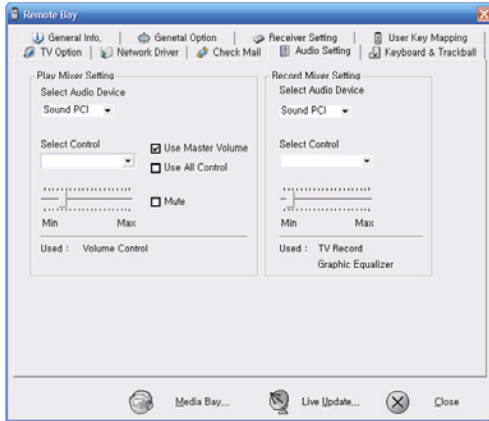 Remote Bay
General Info, | Genetal Option | Receiver Setting | User Key Mapping
TV Option | Network Driver | Check Mail | Audio Setting | Keyboard & Trackball
Play Mixer Setting
Select Audio Device
Sound PCI
Select Control
Use Master Volume
Use All Control
Mute
Min Max
Used : Volume Control
Record Mixer Setting
Select Audio Device
Sound PCI
Select Control
Min Max
Used : TV Record
Graphic Equalizer
Media Bay... Live Update... Close